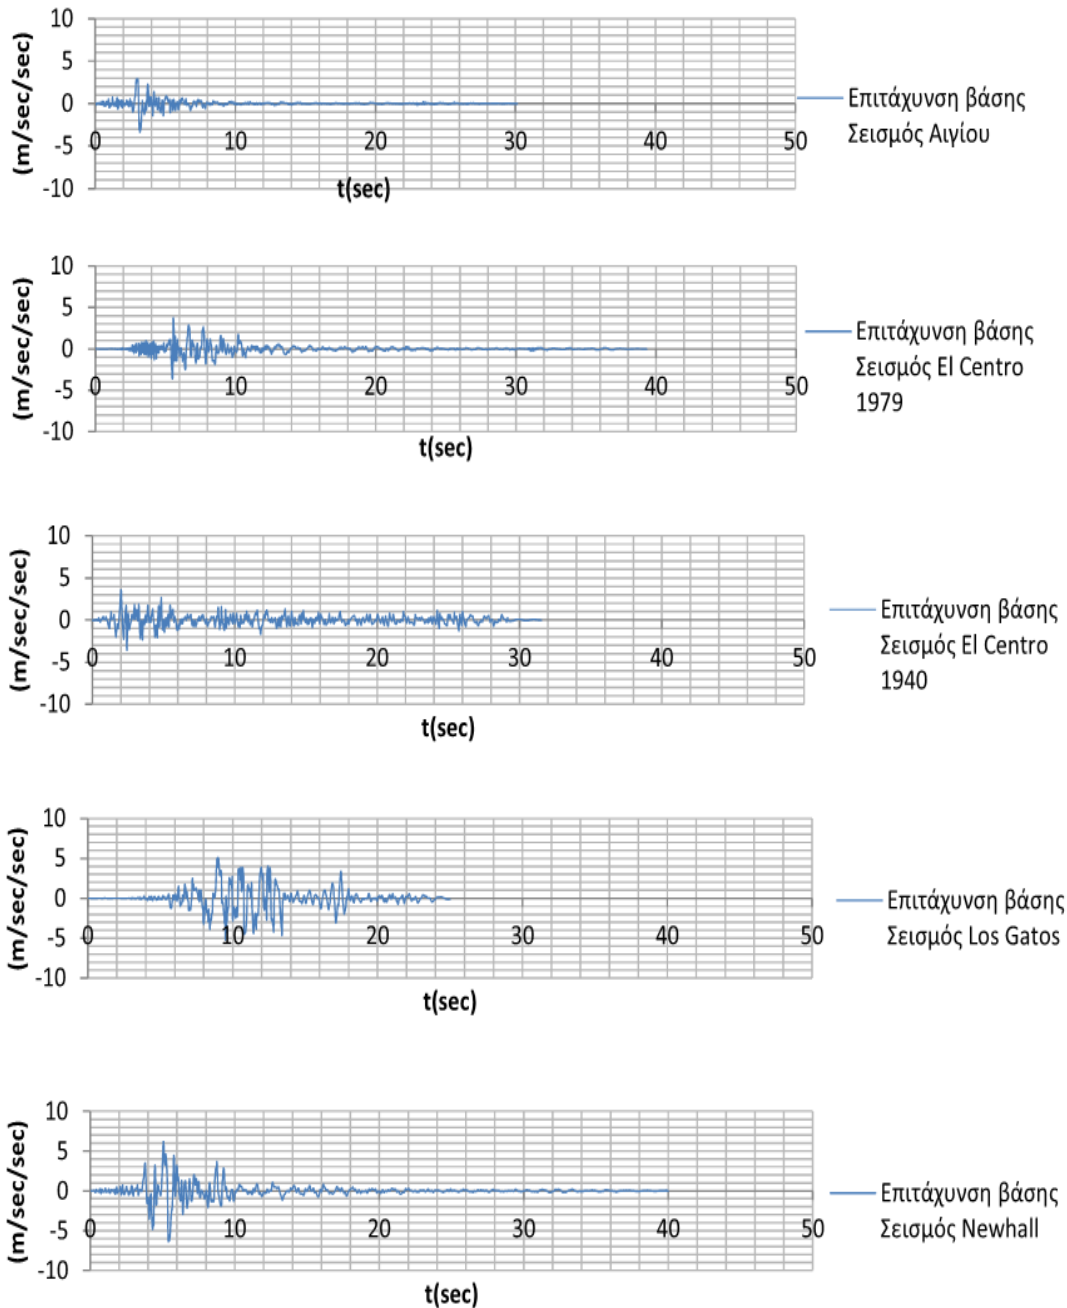 10
5
0
-5
-10
(m/sec/sec)
0 10 20 30 40 50
t(sec)
Επιτάχυνση βάσης
Σεισμός Αιγίου
10
5
0
-5
-10
(m/sec/sec)
0 10 20 30 40 50
t(sec)
Επιτάχυνση βάσης
Σεισμός El Centro
1979
10
5
0
-5
-10
(m/sec/sec)
0 10 20 30 40 50
t(sec)
Επιτάχυνση βάσης
Σεισμός El Centro
1940
10
5
0
-5
-10
(m/sec/sec)
0 10 20 30 40 50
t(sec)
Επιτάχυνση βάσης
Σεισμός Los Gatos
10
5
0
-5
-10
(m/sec/sec)
0 10 20 30 40 50
t(sec)
Επιτάχυνση βάσης
Σεισμός Newhall